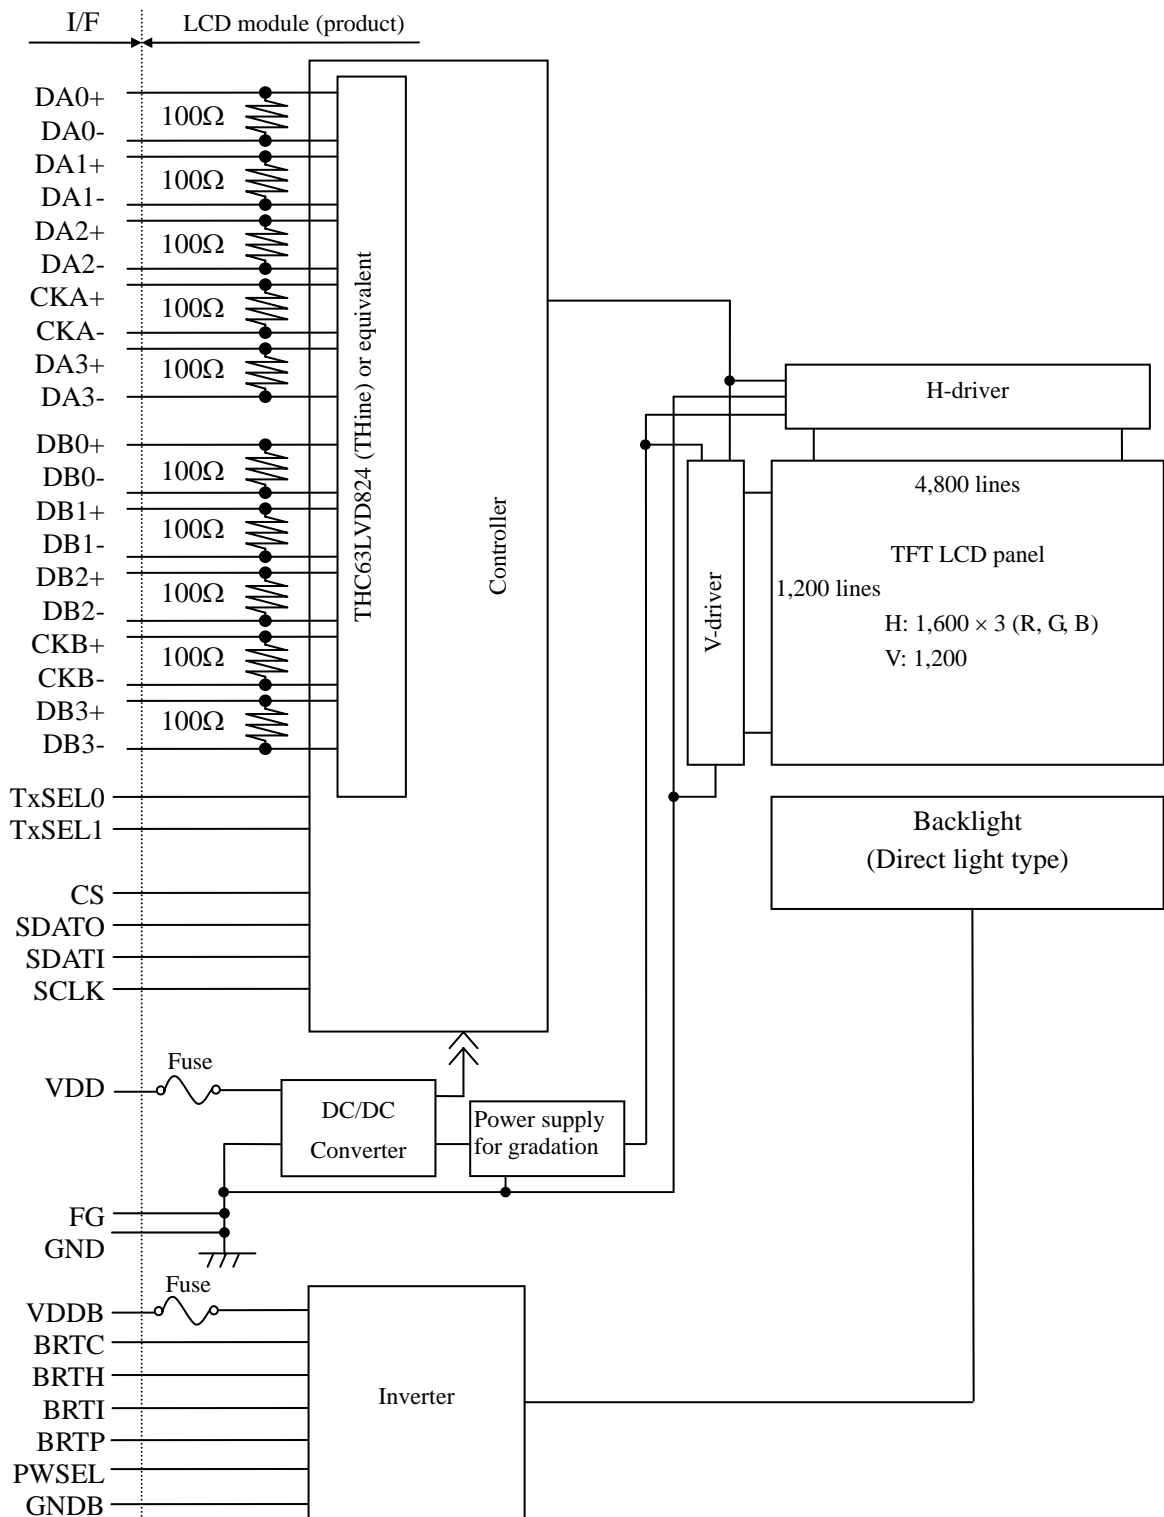 I/F
LCD module (product)
DA0+
100Ω
DA0-
DA1+
100Ω
DA1-
DA2+
100Ω
DA2-
CKA+
100Ω
CKA-
DA3+
100Ω
DA3-
DB0+
100Ω
DB0-
DB1+
100Ω
DB1-
DB2+
100Ω
DB2-
CKB+
100Ω
CKB-
DB3+
100Ω
DB3-
TxSEL0
TxSEL1
CS
SDATO
SDATI
SCLK
THC63LVD824 (THine) or equivalent
Controller
H-driver
V-driver
4,800 lines
TFT LCD panel
1,200 lines
H: 1,600 × 3 (R, G, B)
V: 1,200
Backlight
(Direct light type)
VDD
Fuse
DC/DC
Converter
Power supply
for gradation
FG
GND
Fuse
VDDB
BRTC
BRTH
BRTI
BRTP
PWSEL
GNDB
Inverter